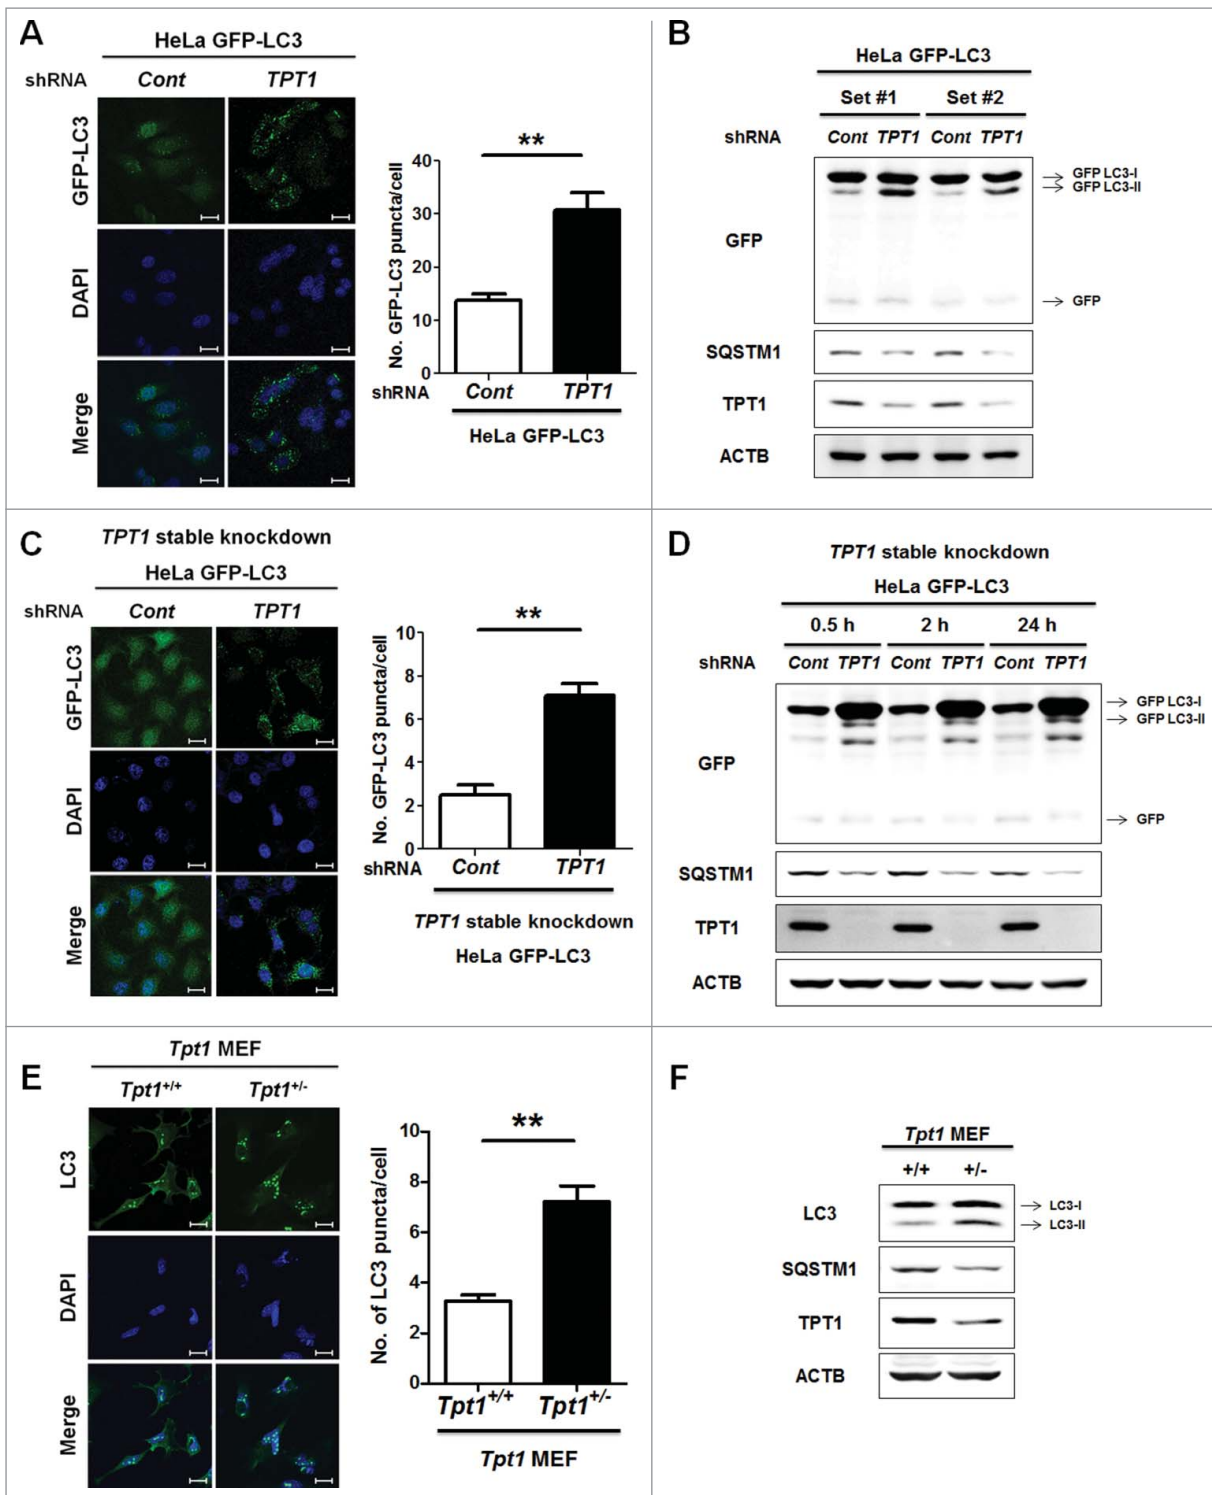 A
HeLa GFP-LC3
shRNA Cont TPT1
GFP-LC3
DAPI
Merge
No. GFP-LC3 puncta/cell
40
30
20
10
0
**
shRNA Cont TPT1
HeLa GFP-LC3
B
HeLa GFP-LC3
Set #1 Set #2
shRNA Cont TPT1 Cont TPT1
GFP
→ GFP LC3-I
→ GFP LC3-II
→ GFP
SQSTM1
TPT1
ACTB
C
TPT1 stable knockdown
HeLa GFP-LC3
shRNA Cont TPT1
GFP-LC3
DAPI
Merge
No. GFP-LC3 puncta/cell
10
8
6
4
2
0
**
shRNA Cont TPT1
TPT1 stable knockdown
HeLa GFP-LC3
D
TPT1 stable knockdown
HeLa GFP-LC3
0.5 h 2 h 24 h
shRNA Cont TPT1 Cont TPT1 Cont TPT1
GFP
→ GFP LC3-I
→ GFP LC3-II
→ GFP
SQSTM1
TPT1
ACTB
E
Tpt1 MEF
Tpt1+/+ Tpt1+/-
LC3
DAPI
Merge
No. of LC3 puncta/cell
10
8
6
4
2
0
**
Tpt1+/+ Tpt1+/-
Tpt1 MEF
F
Tpt1 MEF
+/+ +/-
LC3
→ LC3-I
→ LC3-II
SQSTM1
TPT1
ACTB